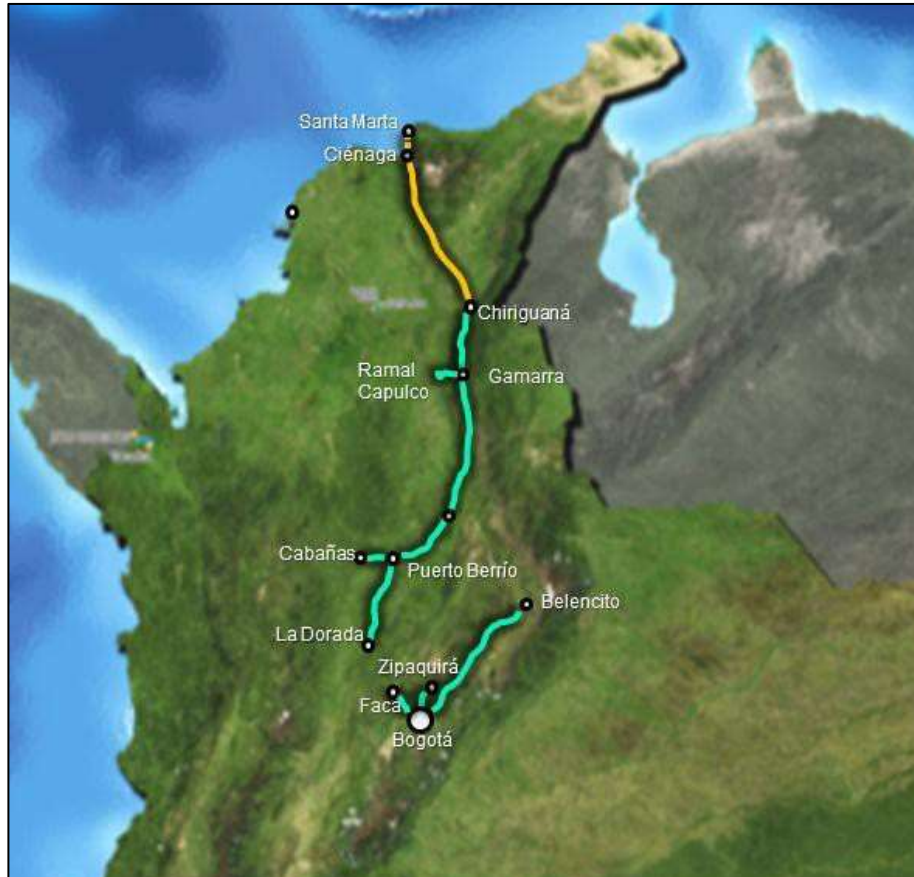 Santa Marta
Ciénaga
Chiriguaná
Ramal
Capulco
Gamarra
Cabañas
Puerto Berrío
Belencito
La Dorada
Zipaquirá
Faca
Bogotá